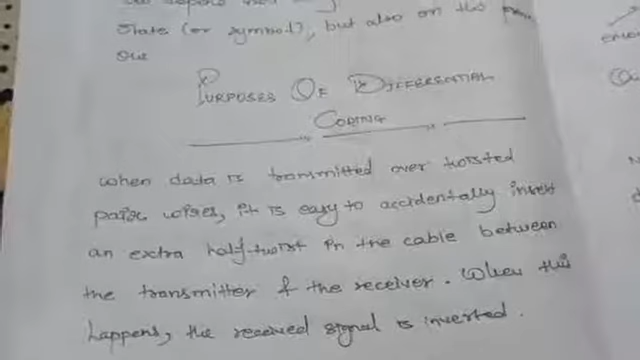 state (or symbol), but also on the
Our
PURPOSES OF DIFFERENTIAL
CODING
When data is transmitted over twisted
pair wires, it is easy to accidentally insert
an extra half-twist in the cable between
the transmitter & the receiver. When this
happens, the received signal is inverted.